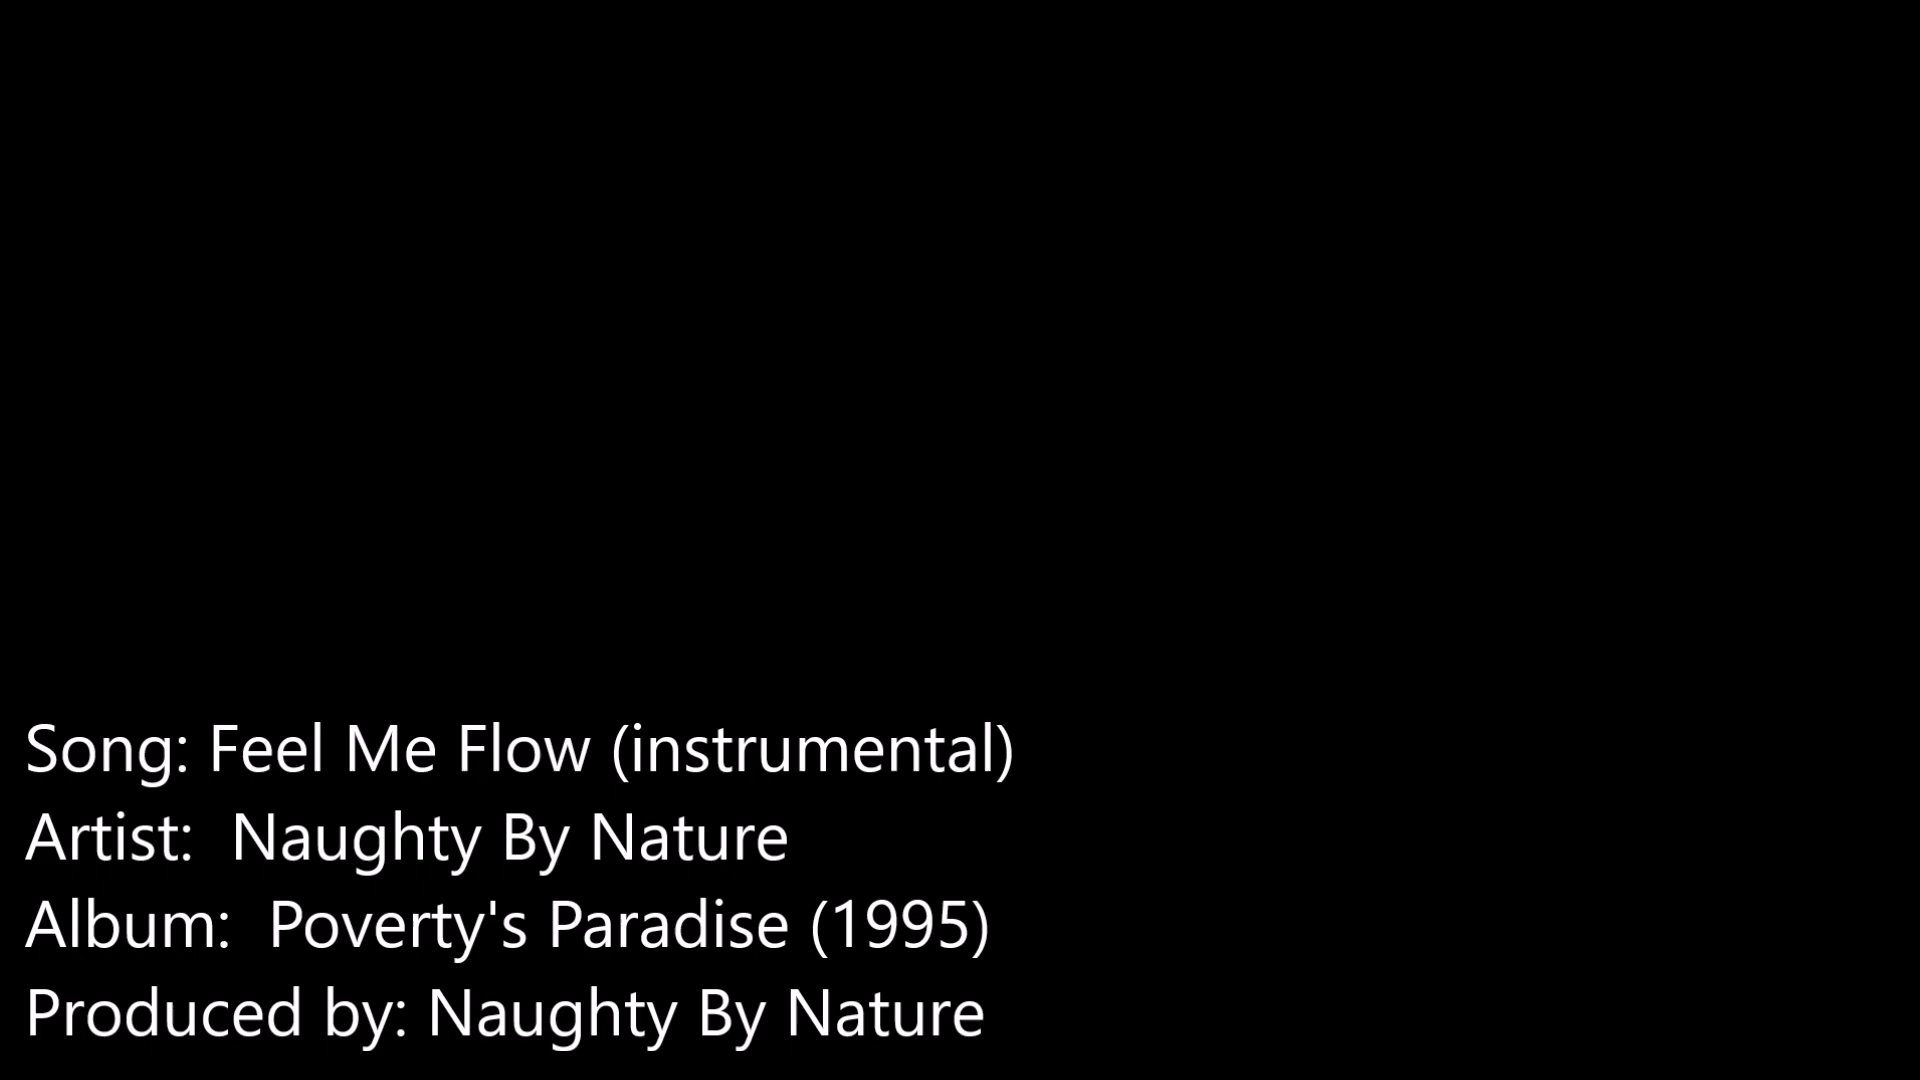 Song: Feel Me Flow (instrumental)
Artist:  Naughty By Nature
Album:  Poverty's Paradise (1995)
Produced by: Naughty By Nature